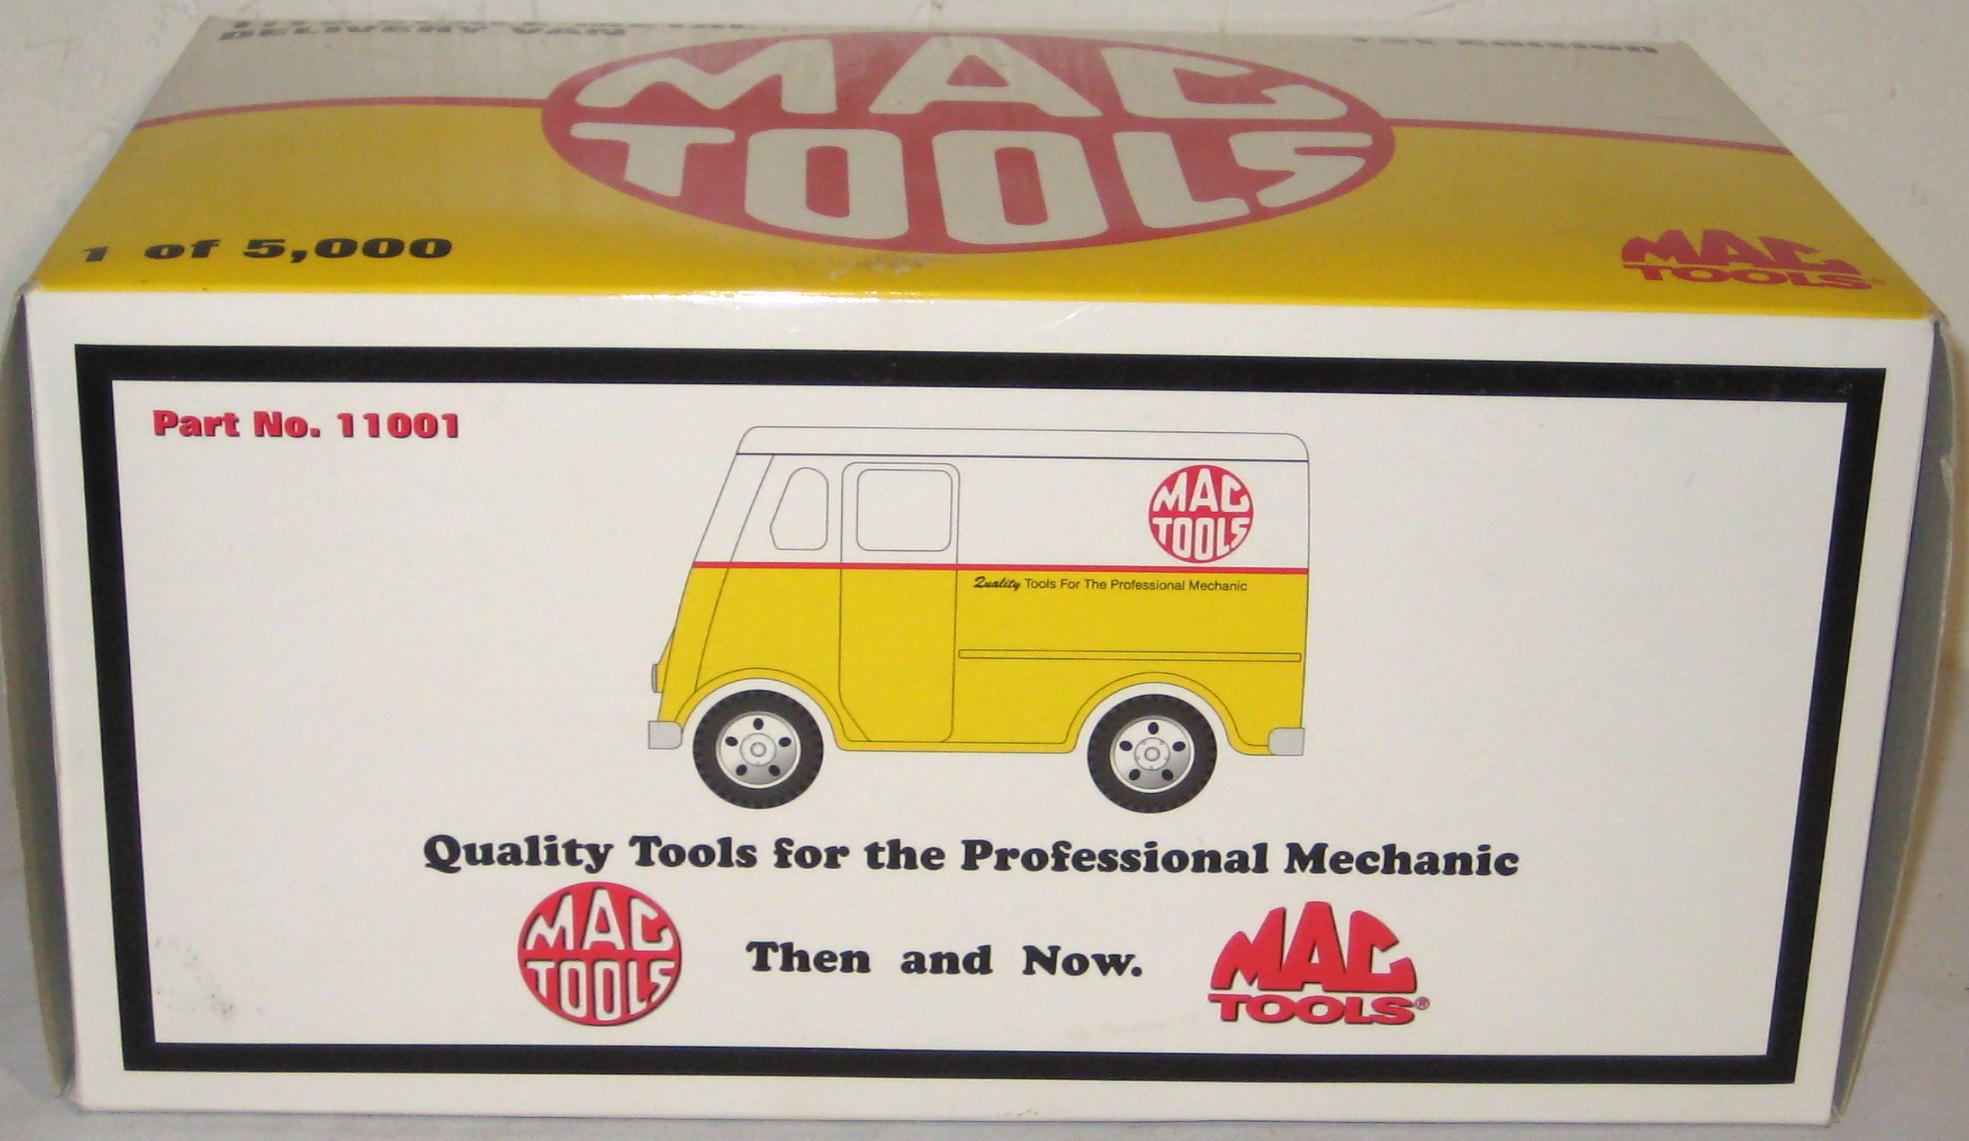 DELIVERY VAN
MAC
TOOLS
1 of 5,000
MAC
TOOLS®
Part No. 11001
MAC
TOOLS
Quality Tools For The Professional Mechanic
Quality Tools for the Professional Mechanic
MAC
TOOLS
Then and Now.
MAC
TOOLS®